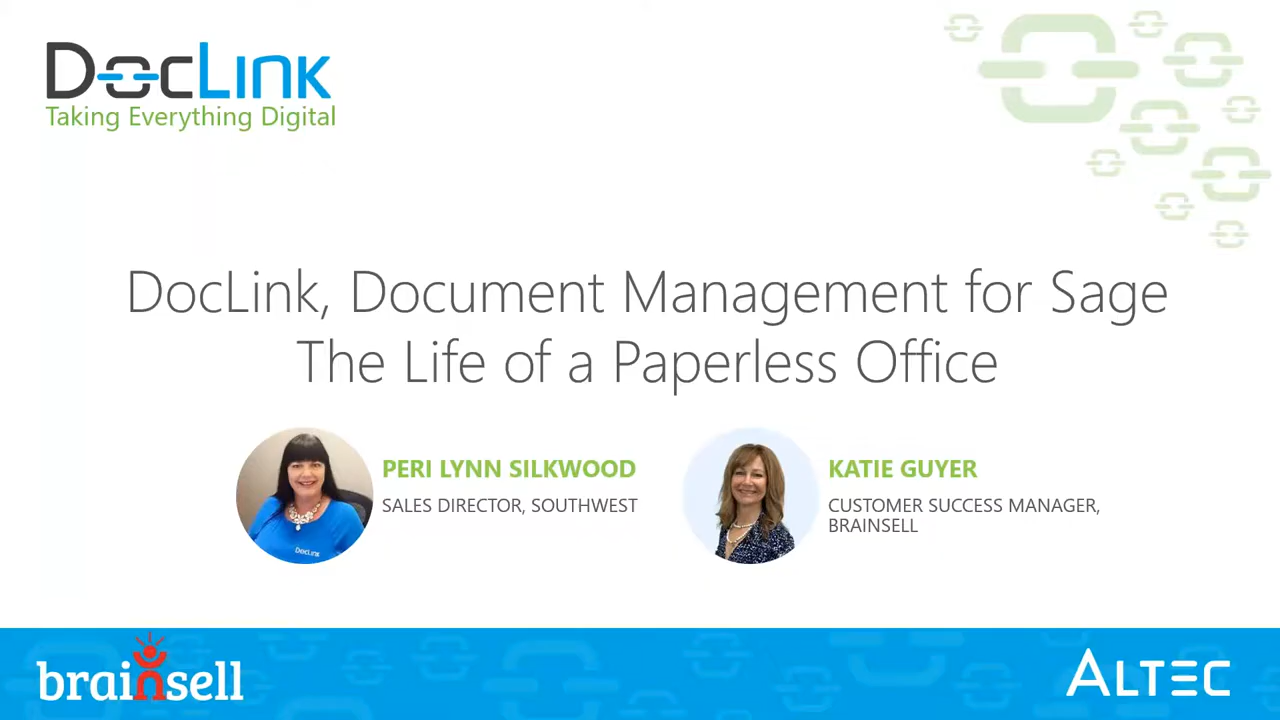 DocLink
Taking Everything Digital
DocLink, Document Management for Sage
The Life of a Paperless Office
PERI LYNN SILKWOOD
SALES DIRECTOR, SOUTHWEST
KATIE GUYER
CUSTOMER SUCCESS MANAGER,
BRAINSELL
DocLink
brainsell
ALTEC